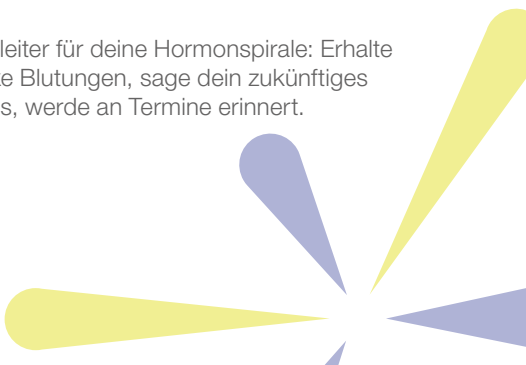 leiter für deine Hormonspirale: Erhalte
e Blutungen, sage dein zukünftiges
s, werde an Termine erinnert.